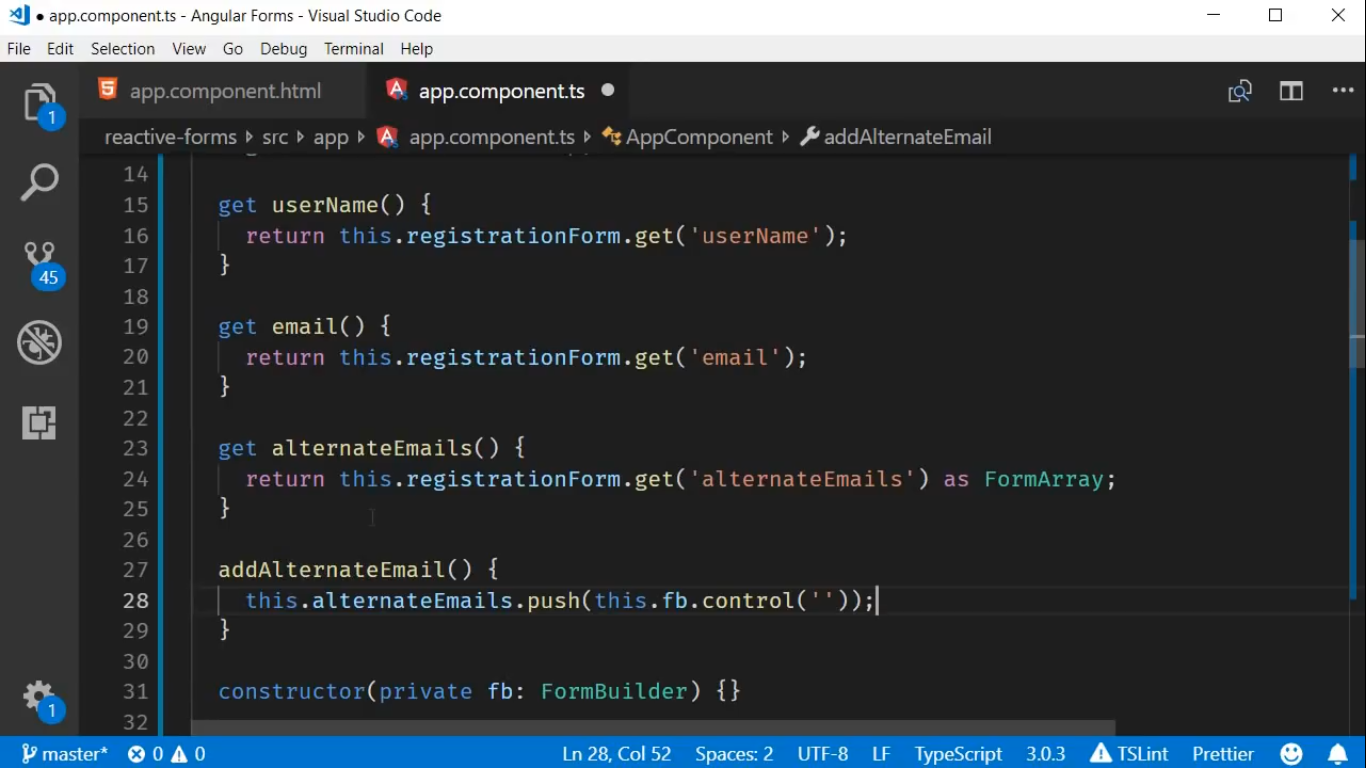 ● app.component.ts - Angular Forms - Visual Studio Code
File Edit Selection View Go Debug Terminal Help
app.component.html app.component.ts ●
reactive-forms src app app.component.ts AppComponent addAlternateEmail
14
15 get userName() {
16 return this.registrationForm.get('userName');
17 }
18
19 get email() {
20 return this.registrationForm.get('email');
21 }
22
23 get alternateEmails() {
24 return this.registrationForm.get('alternateEmails') as FormArray;
25 }
26
27 addAlternateEmail() {
28 this.alternateEmails.push(this.fb.control(''));
29 }
30
31 constructor(private fb: FormBuilder) {}
32
1
45
1
master* 0 0 Ln 28, Col 52 Spaces: 2 UTF-8 LF TypeScript 3.0.3 TSLint Prettier